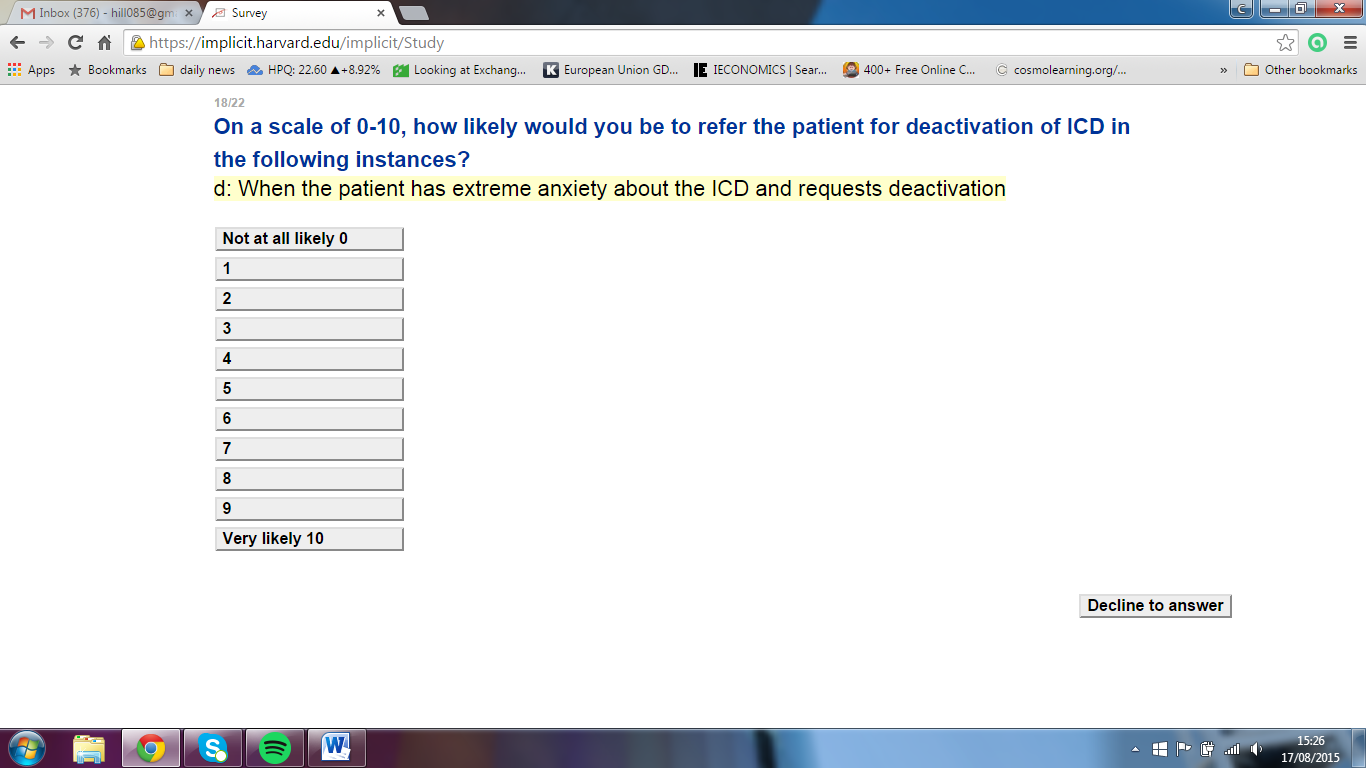 Inbox (376) - hill085@gm
Survey
C
https://implicit.harvard.edu/implicit/Study
Apps
Bookmarks
daily news
HPQ: 22.60 ▲+8.92%
Looking at Exchang...
K
European Union GD...
IE
IECONOMICS | Sear...
400+ Free Online C...
cosmolearning.org/...
»
Other bookmarks
18/22
On a scale of 0-10, how likely would you be to refer the patient for deactivation of ICD in
the following instances?
d: When the patient has extreme anxiety about the ICD and requests deactivation
Not at all likely 0
1
2
3
4
5
6
7
8
9
Very likely 10
Decline to answer
15:26
17/08/2015